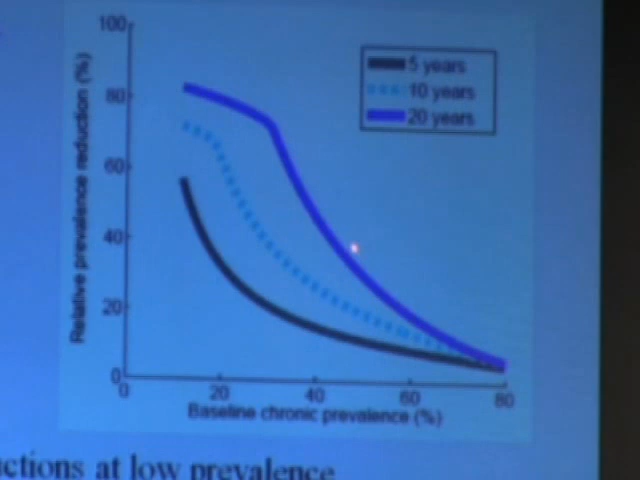 100
80
60
40
20
0
Relative prevalence reduction (%)
5 years
10 years
20 years
0 20 40 60 80
Baseline chronic prevalence (%)
uctions at low prevalence